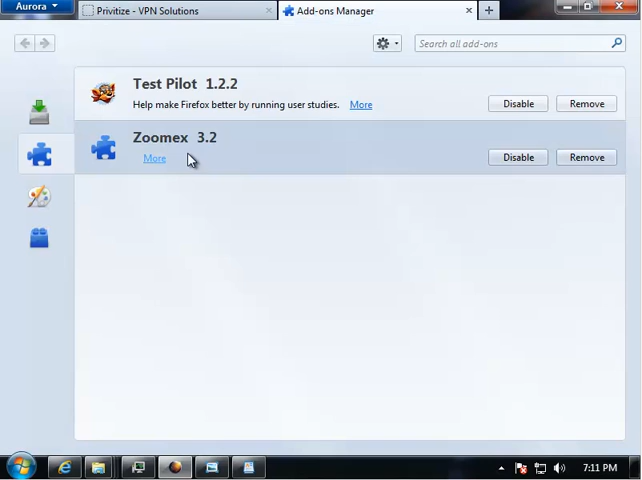 Aurora
Privitize - VPN Solutions
Add-ons Manager
Search all add-ons
Test Pilot 1.2.2
Help make Firefox better by running user studies. More
Disable
Remove
Zoomex 3.2
More
Disable
Remove
7:11 PM